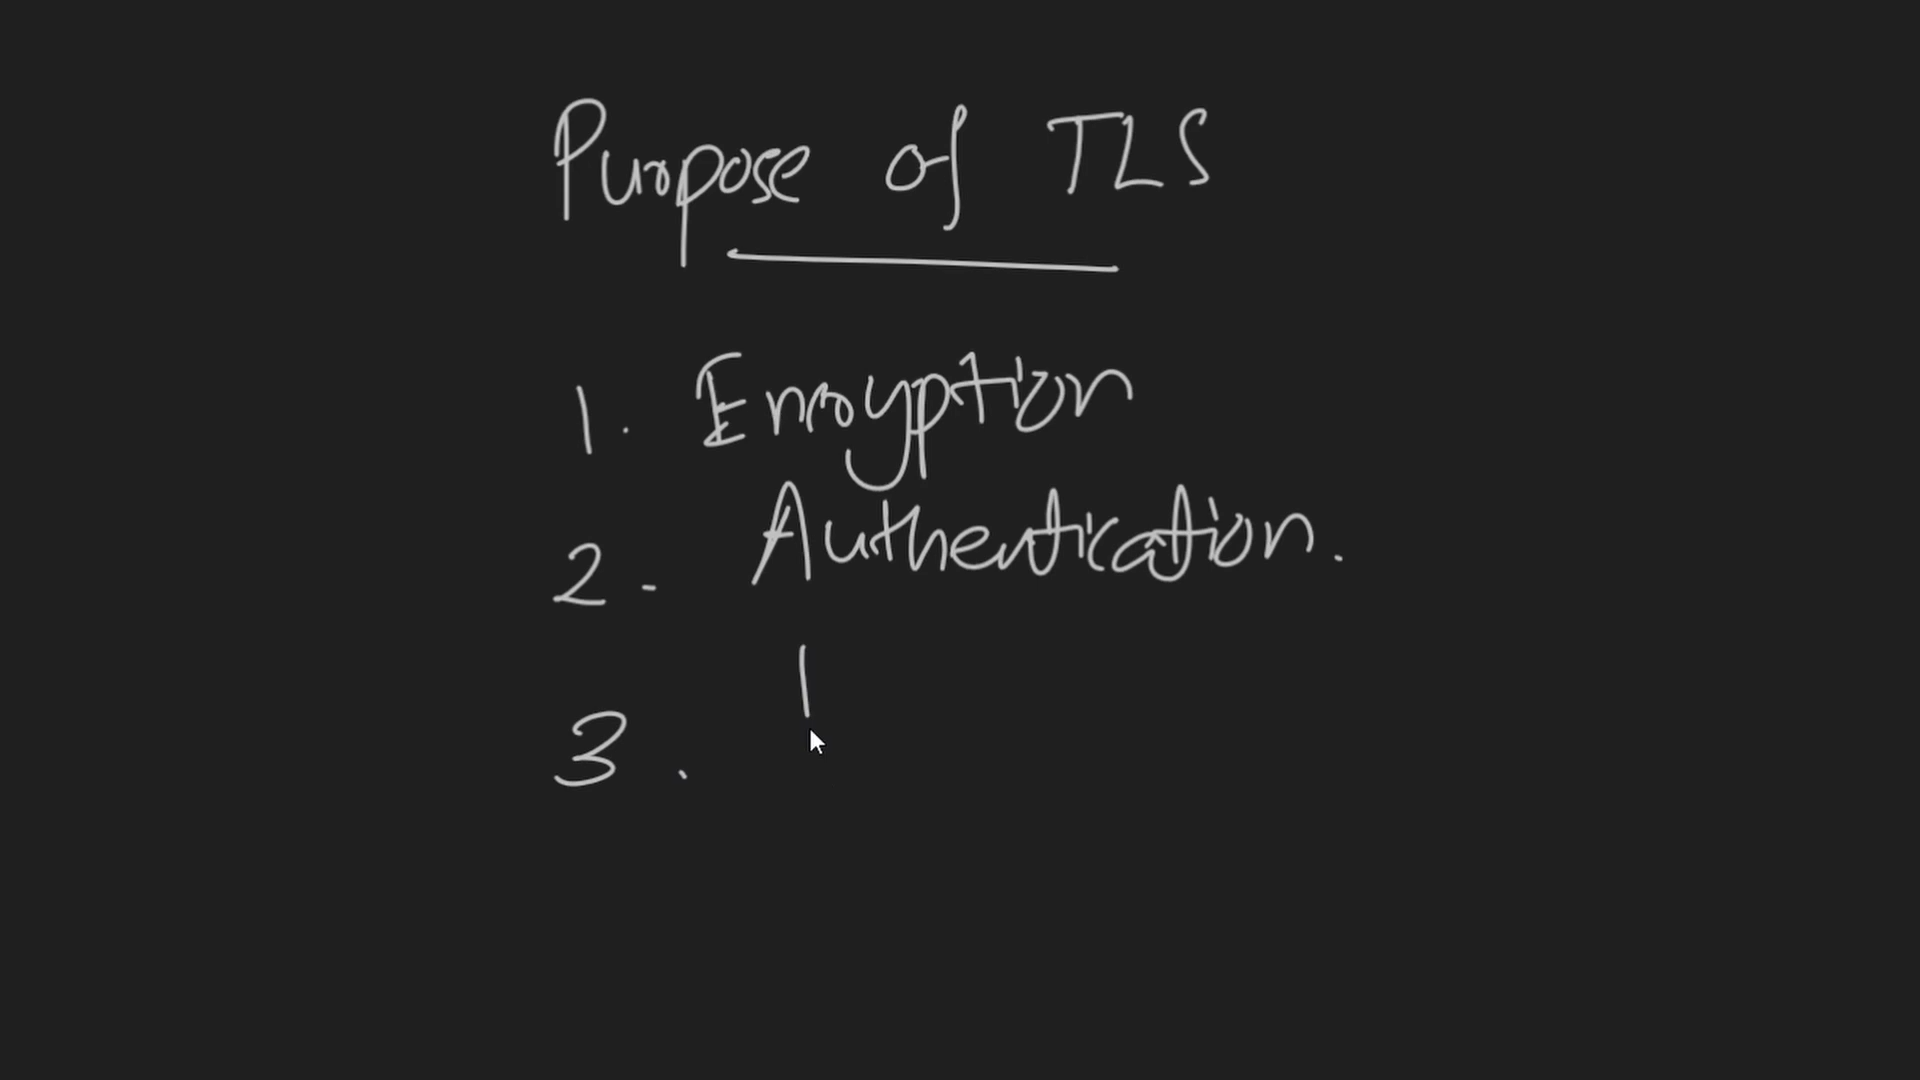 Purpose of TLS
1. Encryption
2. Authentication.
3. I